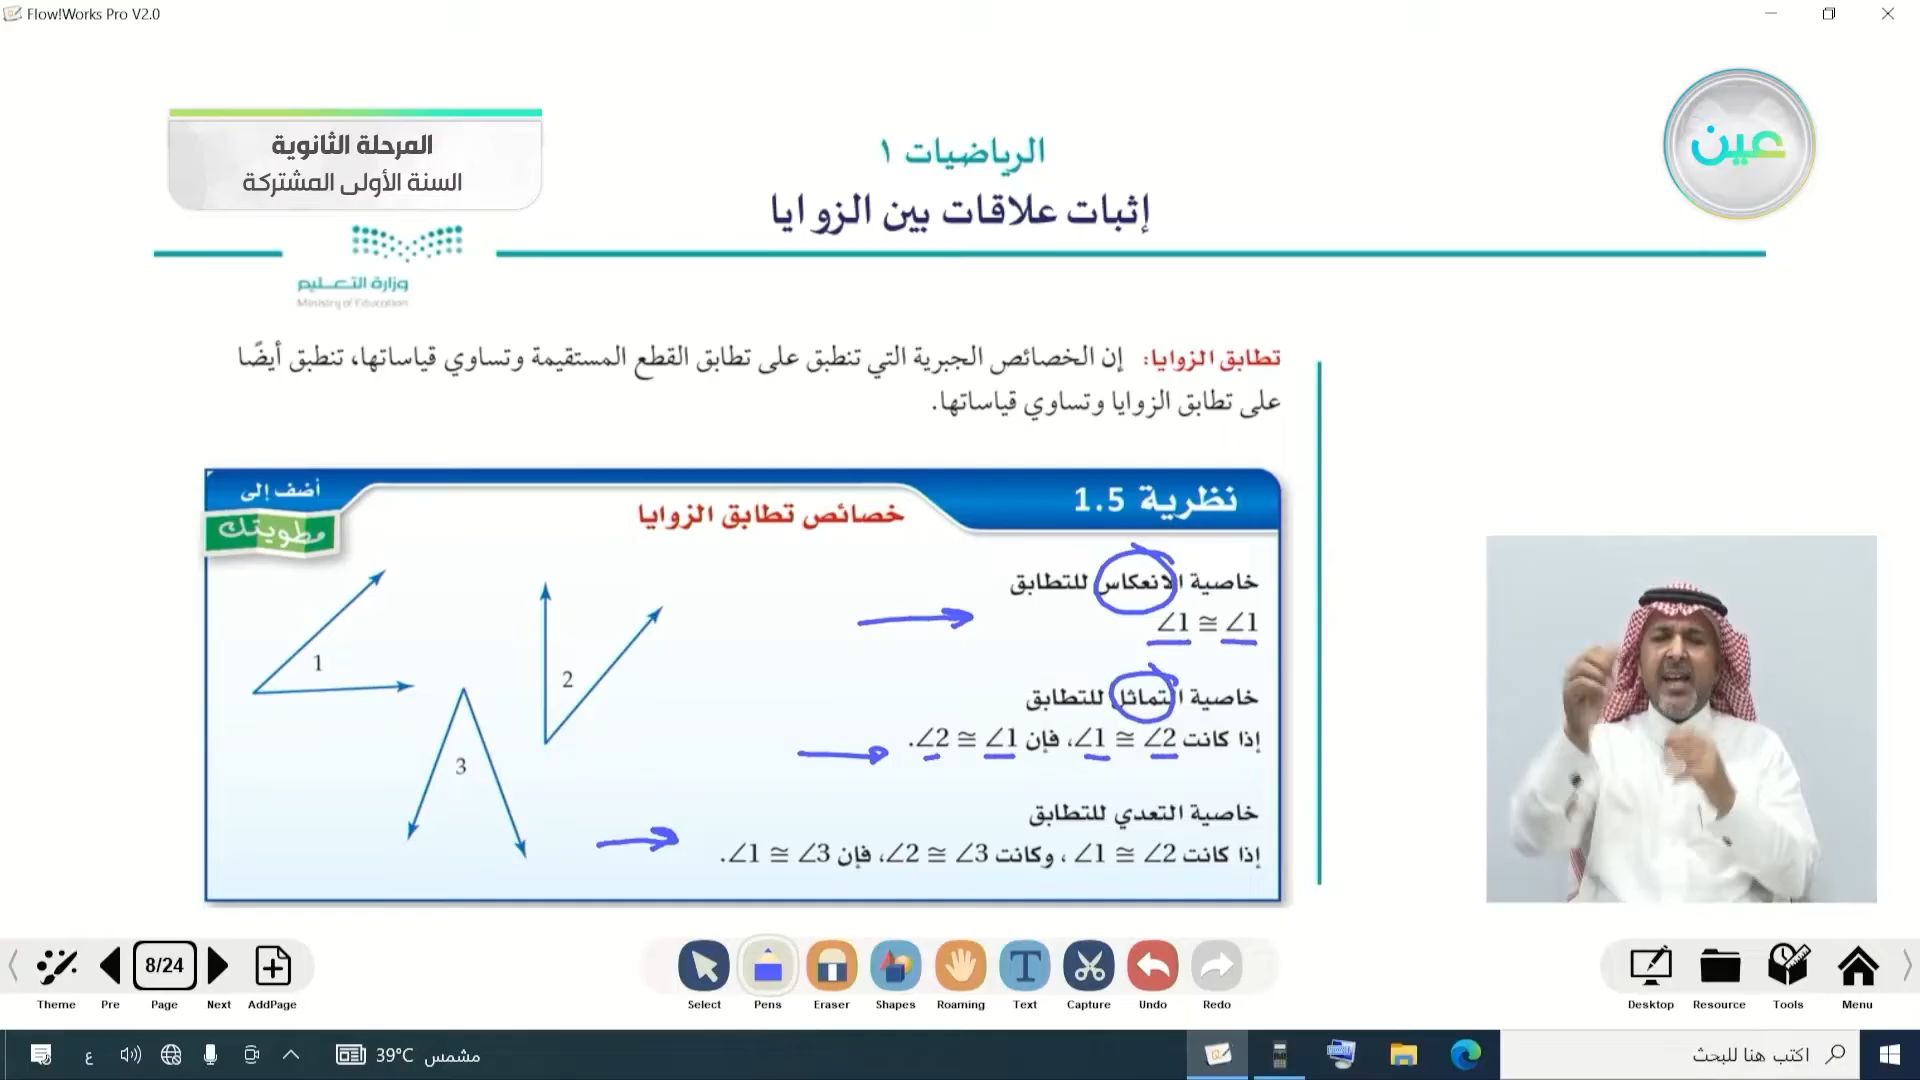 Flow!Works Pro V2.0
المرحلة الثانوية
السنة الأولى المشتركة
الرياضيات ١
إثبات علاقات بين الزوايا
عين
وزارة التعليم
Ministry of Education
تطابق الزوايا: إن الخصائص الجبرية التي تنطبق على تطابق القطع المستقيمة وتساوي قياساتها، تنطبق أيضًا
على تطابق الزوايا وتساوي قياساتها.
نظرية 1.5
خصائص تطابق الزوايا
أضف إلى
مطويتك
خاصية الانعكاس للتطابق
∠1 ≅ ∠1
خاصية التماثل للتطابق
إذا كانت ∠1 ≅ ∠2، فإن ∠2 ≅ ∠1.
خاصية التعدي للتطابق
إذا كانت ∠1 ≅ ∠2 ، وكانت ∠2 ≅ ∠3، فإن ∠1 ≅ ∠3.
1
2
3
8/24
Theme Pre Page Next AddPage
Select Pens Eraser Shapes Roaming Text Capture Undo Redo
Desktop Resource Tools Menu
ع
39°C مشمس
اكتب هنا للبحث